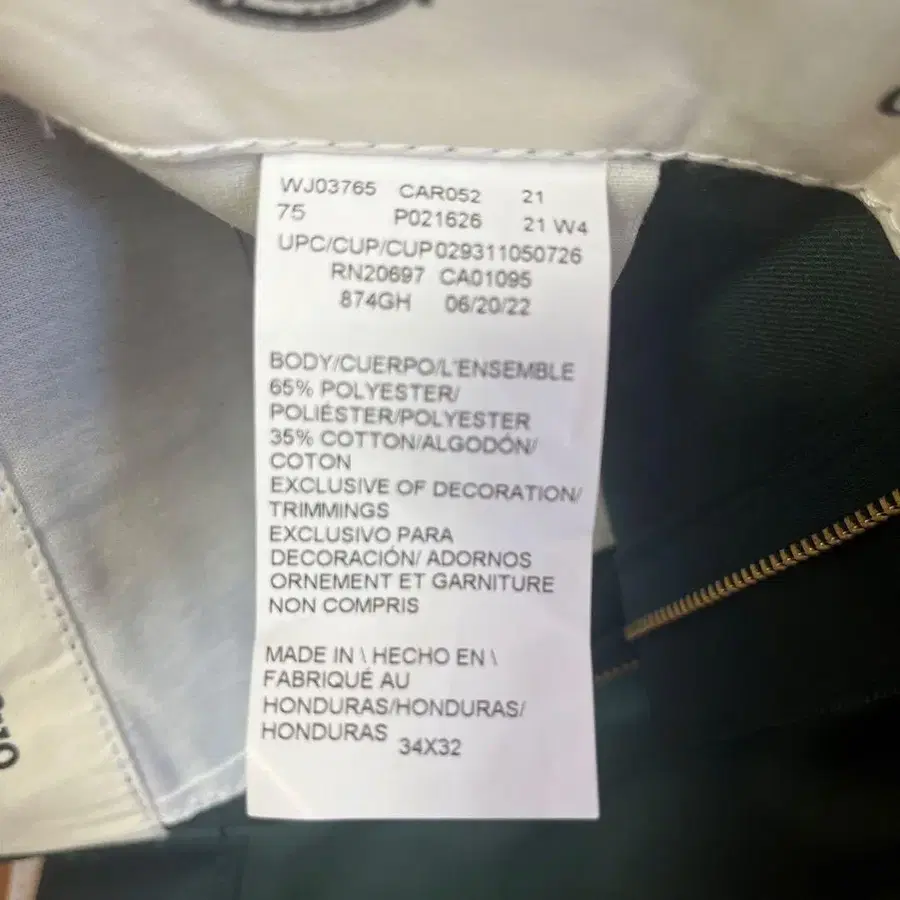 WJ03765 CAR052 21
75 P021626 21 W4
UPC/CUP/CUP029311050726
RN20697 CA01095
874GH 06/20/22
BODY/CUERPO/L'ENSEMBLE
65% POLYESTER/
POLIÉSTER/POLYESTER
35% COTTON/ALGODÓN/
COTON
EXCLUSIVE OF DECORATION/
TRIMMINGS
EXCLUSIVO PARA
DECORACIÓN/ ADORNOS
ORNEMENT ET GARNITURE
NON COMPRIS
MADE IN \ HECHO EN \
FABRIQUÉ AU
HONDURAS/HONDURAS/
HONDURAS 34X32